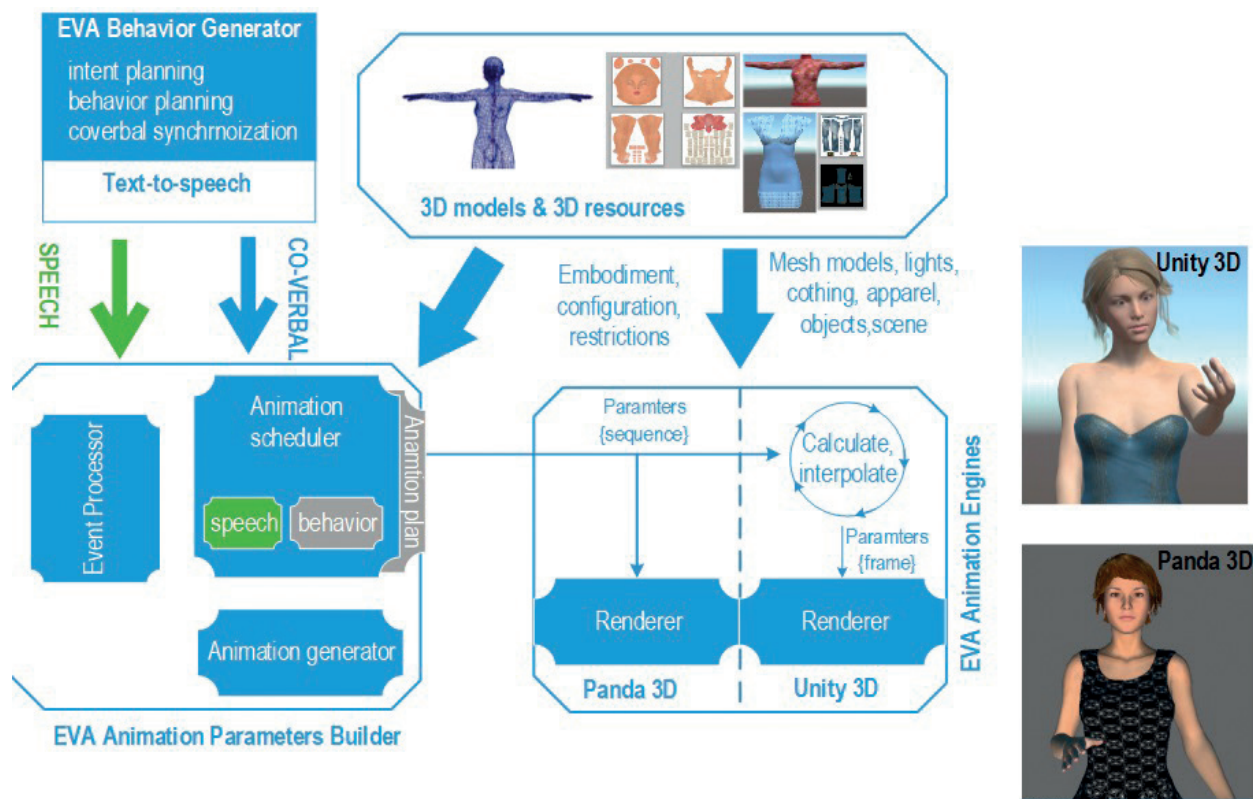 EVA Behavior Generator
intent planning
behavior planning
coverbal synchrnoization
Text-to-speech
SPEECH
CO-VERBAL
3D models & 3D resources
Embodiment,
configuration,
restrictions
Mesh models, lights,
cothing, apparel,
objects,scene
Event Processor
Animation
scheduler
speech
behavior
Anamtion plan
Animation generator
EVA Animation Parameters Builder
Paramters
{sequence}
Calculate,
interpolate
Paramters
{frame}
Renderer
Renderer
Panda 3D
Unity 3D
EVA Animation Engines
Unity 3D
Panda 3D